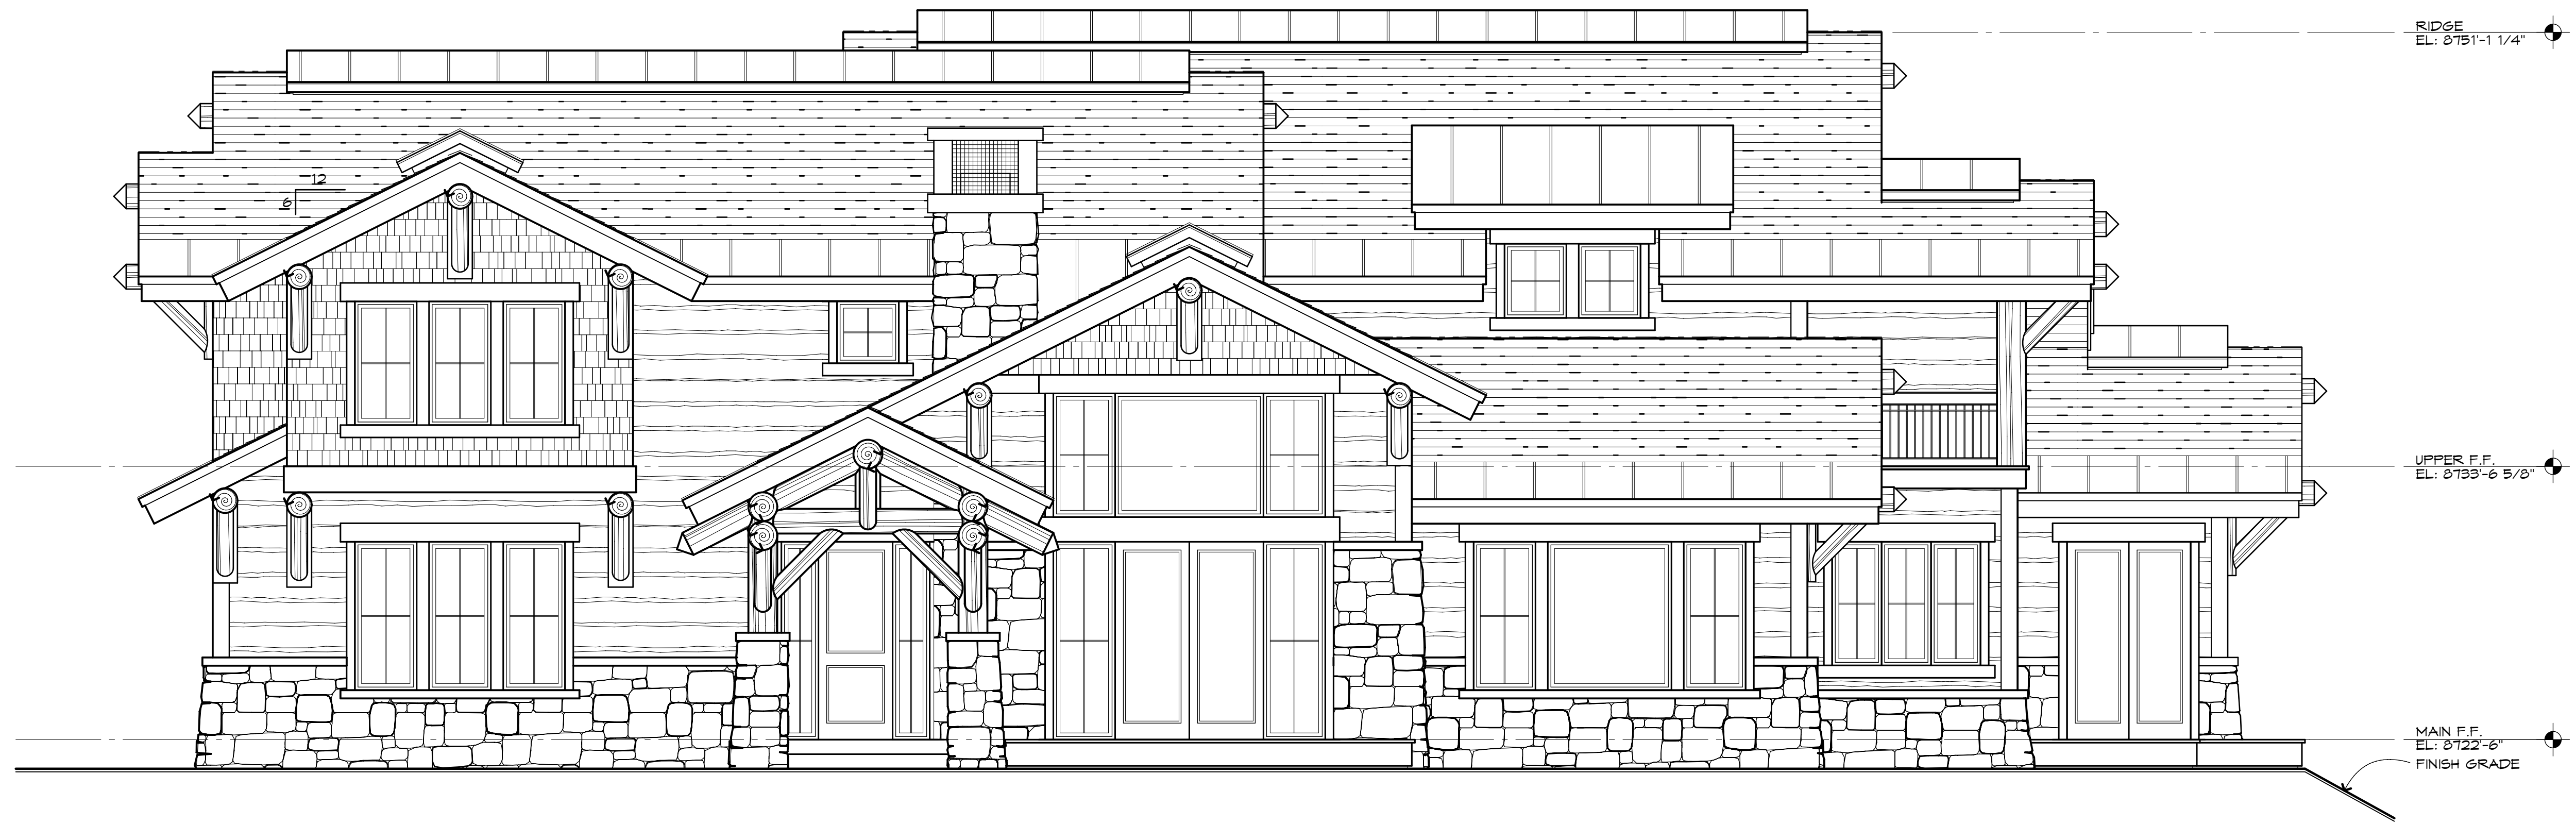 RIDGE
EL: 8751'-1 1/4"
12
6
UPPER F.F.
EL: 8733'-6 5/8"
MAIN F.F.
EL: 8722'-6"
FINISH GRADE